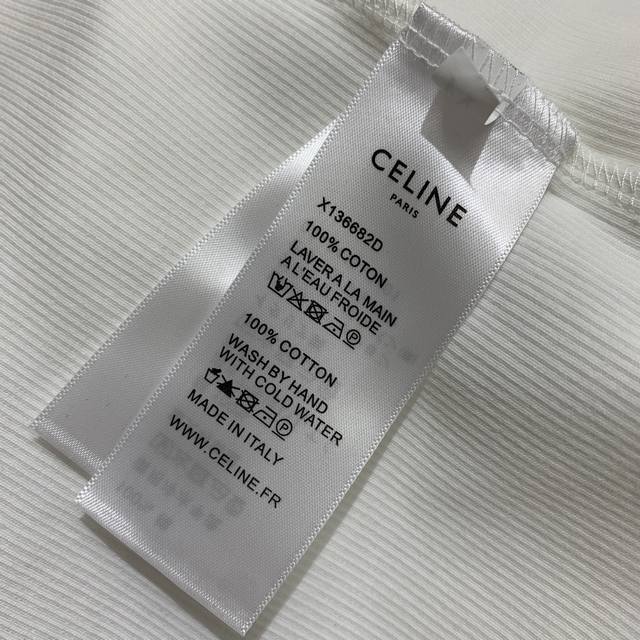 CELINE
PARIS
X136682D
100% COTON
LAVERA LA MAIN
A L'EAU FROIDE
100% COTTON
WASH BY HAND
WITH COLD WATER
MADE IN ITALY
WWW.CELINE.FR